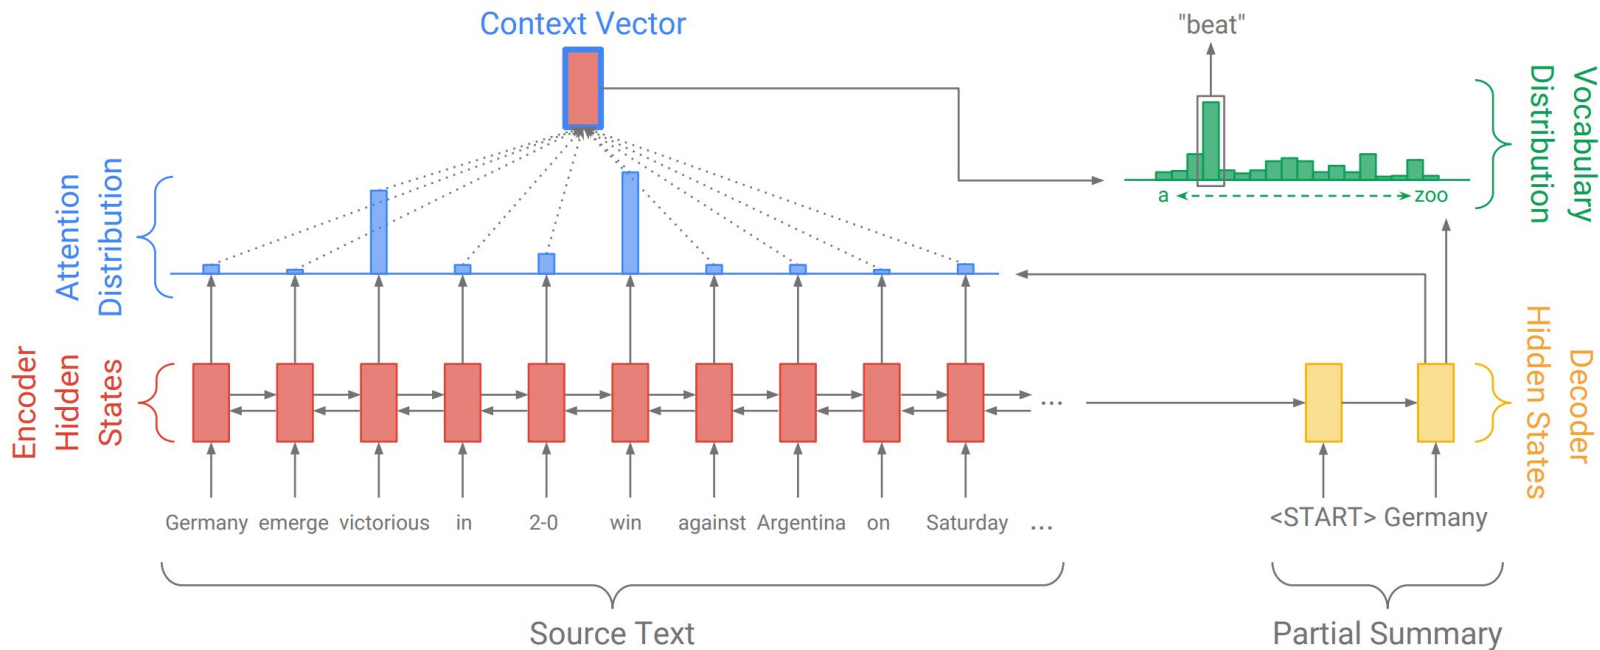 Context Vector
"beat"
Attention
Distribution
a
zoo
Vocabulary
Distribution
Encoder
Hidden
States
...
Decoder
Hidden States
Germany emerge victorious in 2-0 win against Argentina on Saturday ...
<START> Germany
Source Text
Partial Summary